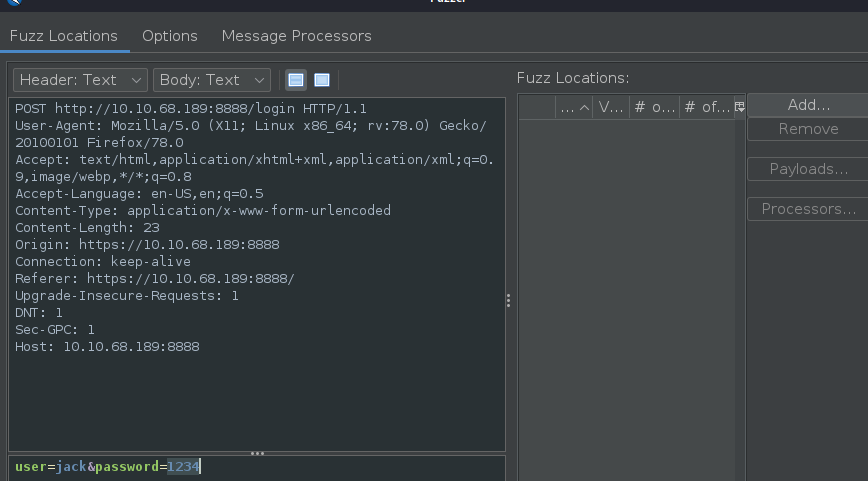 Fuzzer
Fuzz Locations Options Message Processors
Header: Text Body: Text
Fuzz Locations:
... V... # o... # of...
Add...
Remove
Payloads...
Processors...
POST http://10.10.68.189:8888/login HTTP/1.1
User-Agent: Mozilla/5.0 (X11; Linux x86_64; rv:78.0) Gecko/
20100101 Firefox/78.0
Accept: text/html,application/xhtml+xml,application/xml;q=0.
9,image/webp,*/*;q=0.8
Accept-Language: en-US,en;q=0.5
Content-Type: application/x-www-form-urlencoded
Content-Length: 23
Origin: https://10.10.68.189:8888
Connection: keep-alive
Referer: https://10.10.68.189:8888/
Upgrade-Insecure-Requests: 1
DNT: 1
Sec-GPC: 1
Host: 10.10.68.189:8888
user=jack&password=1234